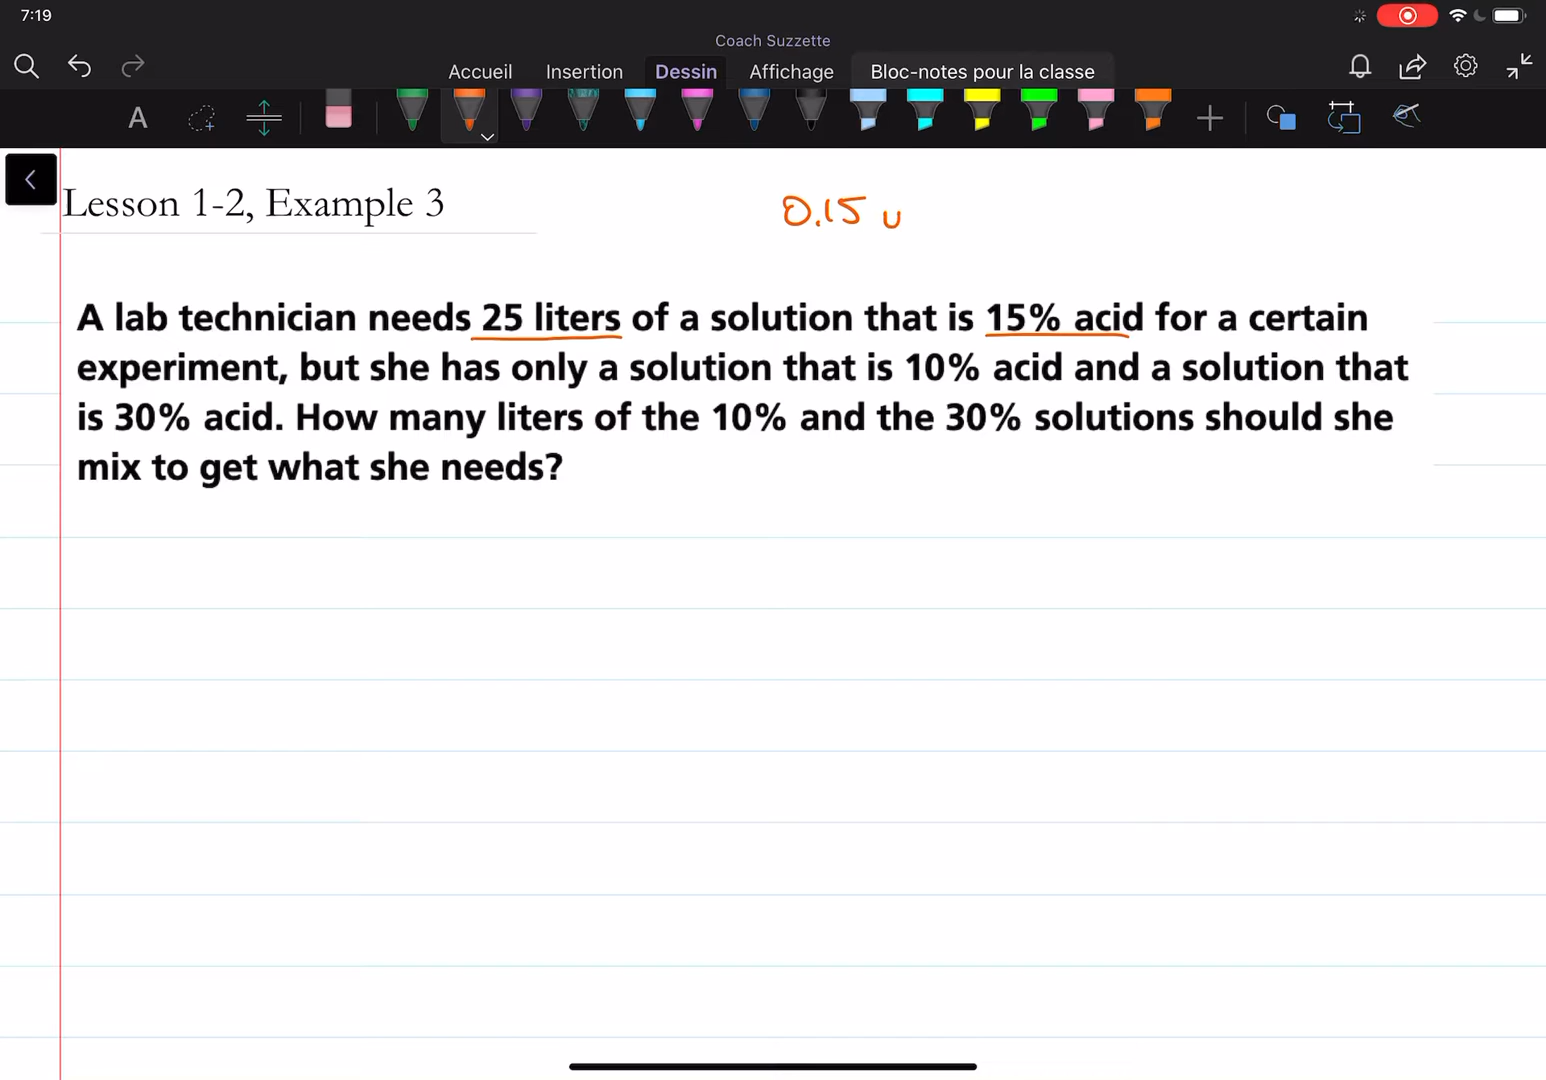 7:19
Coach Suzzette
Accueil Insertion Dessin Affichage Bloc-notes pour la classe
A
Lesson 1-2, Example 3
0.15 u
A lab technician needs 25 liters of a solution that is 15% acid for a certain
experiment, but she has only a solution that is 10% acid and a solution that
is 30% acid. How many liters of the 10% and the 30% solutions should she
mix to get what she needs?